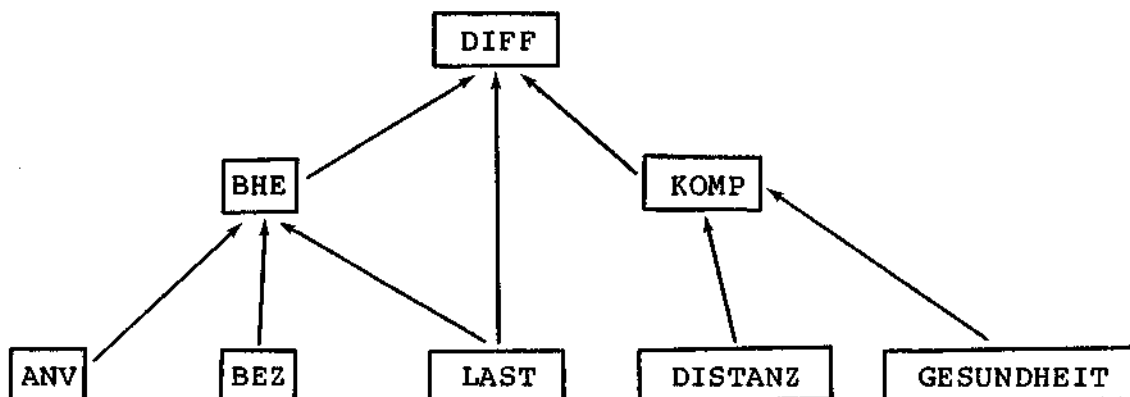 DIFF
BHE KOMP
ANV BEZ LAST DISTANZ GESUNDHEIT